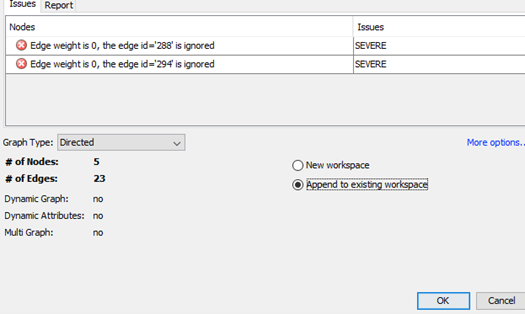 Issues Report
Nodes Issues
Edge weight is 0, the edge id='288' is ignored SEVERE
Edge weight is 0, the edge id='294' is ignored SEVERE
Graph Type: Directed More options..
# of Nodes: 5
New workspace
# of Edges: 23
Append to existing workspace
Dynamic Graph: no
Dynamic Attributes: no
Multi Graph: no
OK Cancel